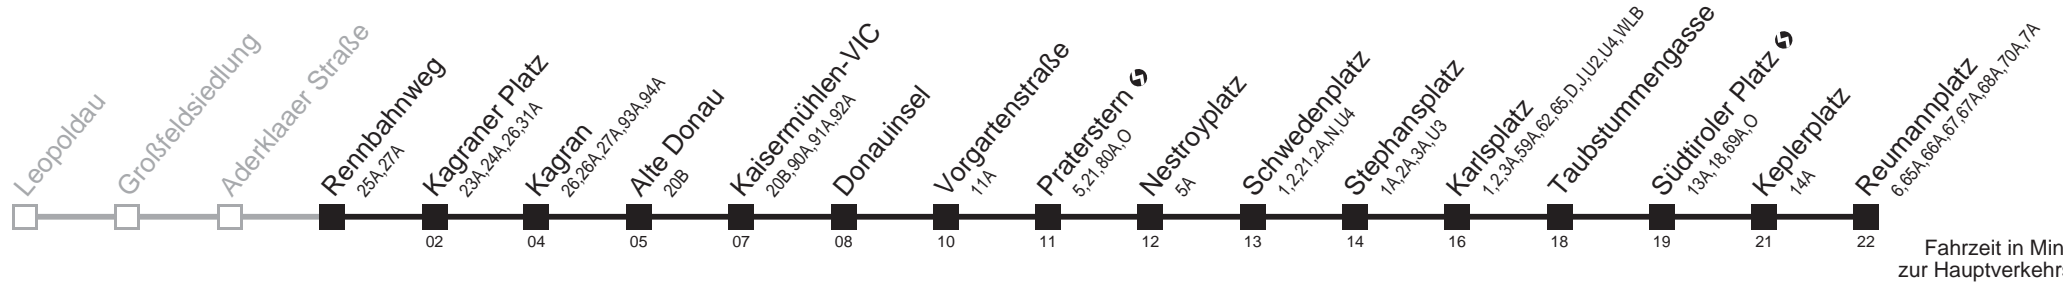 Leopoldau
Großfeldsiedlung
Aderklaaer Straße
Rennbahnweg
25A,27A
Kagraner Platz
23A,24A,26,31A
Kagran
26,26A,27A,93A,94A
Alte Donau
20B
Kaisermühlen-VIC
20B,90A,91A,92A
Donauinsel
Vorgartenstraße
11A
Praterstern
5,21,80A,O
Nestroyplatz
5A
Schwedenplatz
1,2,21,2A,N,U4
Stephansplatz
1A,2A,3A,U3
Karlsplatz
1,2,3A,59A,62,65,D,J,U2,U4,WLB
Taubstummengasse
Südtiroler Platz
13A,18,69A,O
Keplerplatz
14A
Reumannplatz
6,65A,66A,67,67A,68A,70A,7A
02 04 05 07 08 10 11 12 13 14 16 18 19 21 22
Fahrzeit in Min
zur Hauptverkehrs